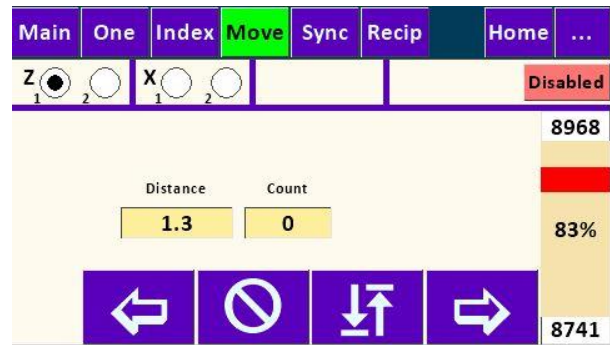 Main One Index Move Sync Recip Home ...
Z 1 2 X 1 2 Disabled
8968
Distance Count
1.3 0
83%
8741